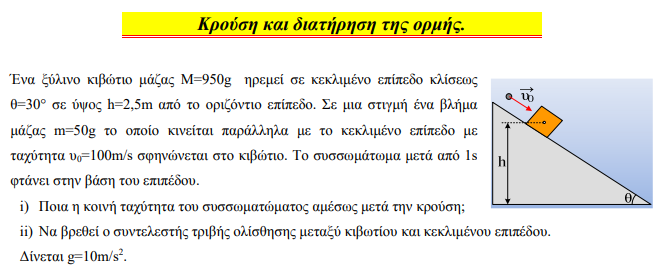 Κρούση και διατήρηση της ορμής.
Ένα ξύλινο κιβώτιο μάζας Μ=950g ηρεμεί σε κεκλιμένο επίπεδο κλίσεως
θ=30° σε ύψος h=2,5m από το οριζόντιο επίπεδο. Σε μια στιγμή ένα βλήμα
μάζας m=50g το οποίο κινείται παράλληλα με το κεκλιμένο επίπεδο με
ταχύτητα υ₀=100m/s σφηνώνεται στο κιβώτιο. Το συσσωμάτωμα μετά από 1s
φτάνει στην βάση του επιπέδου.
i) Ποια η κοινή ταχύτητα του συσσωματώματος αμέσως μετά την κρούση;
ii) Να βρεθεί ο συντελεστής τριβής ολίσθησης μεταξύ κιβωτίου και κεκλιμένου επιπέδου.
Δίνεται g=10m/s².
υ₀
h
θ